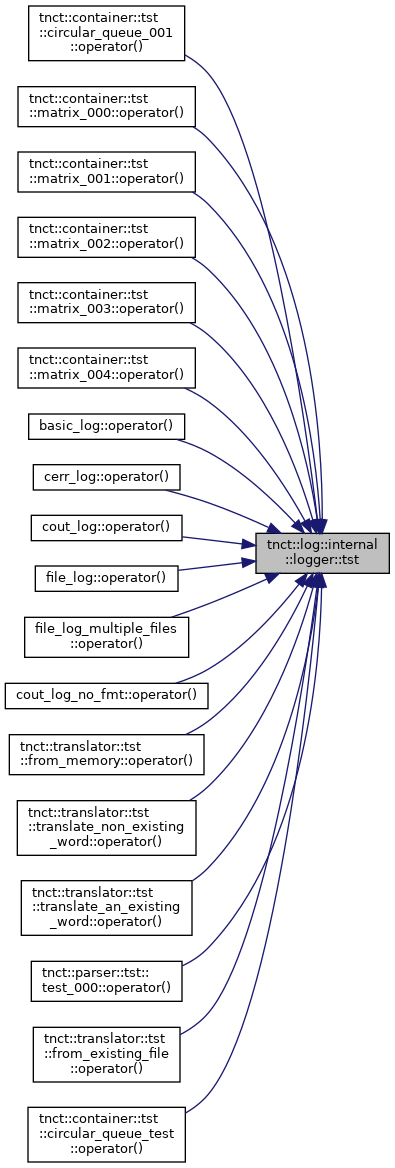 tnct::container::tst
::circular_queue_001
::operator()
tnct::container::tst
::matrix_000::operator()
tnct::container::tst
::matrix_001::operator()
tnct::container::tst
::matrix_002::operator()
tnct::container::tst
::matrix_003::operator()
tnct::container::tst
::matrix_004::operator()
basic_log::operator()
cerr_log::operator()
cout_log::operator()
tnct::log::internal
::logger::tst
file_log::operator()
file_log_multiple_files
::operator()
cout_log_no_fmt::operator()
tnct::translator::tst
::from_memory::operator()
tnct::translator::tst
::translate_non_existing
_word::operator()
tnct::translator::tst
::translate_an_existing
_word::operator()
tnct::parser::tst::
test_000::operator()
tnct::translator::tst
::from_existing_file
::operator()
tnct::container::tst
::circular_queue_test
::operator()